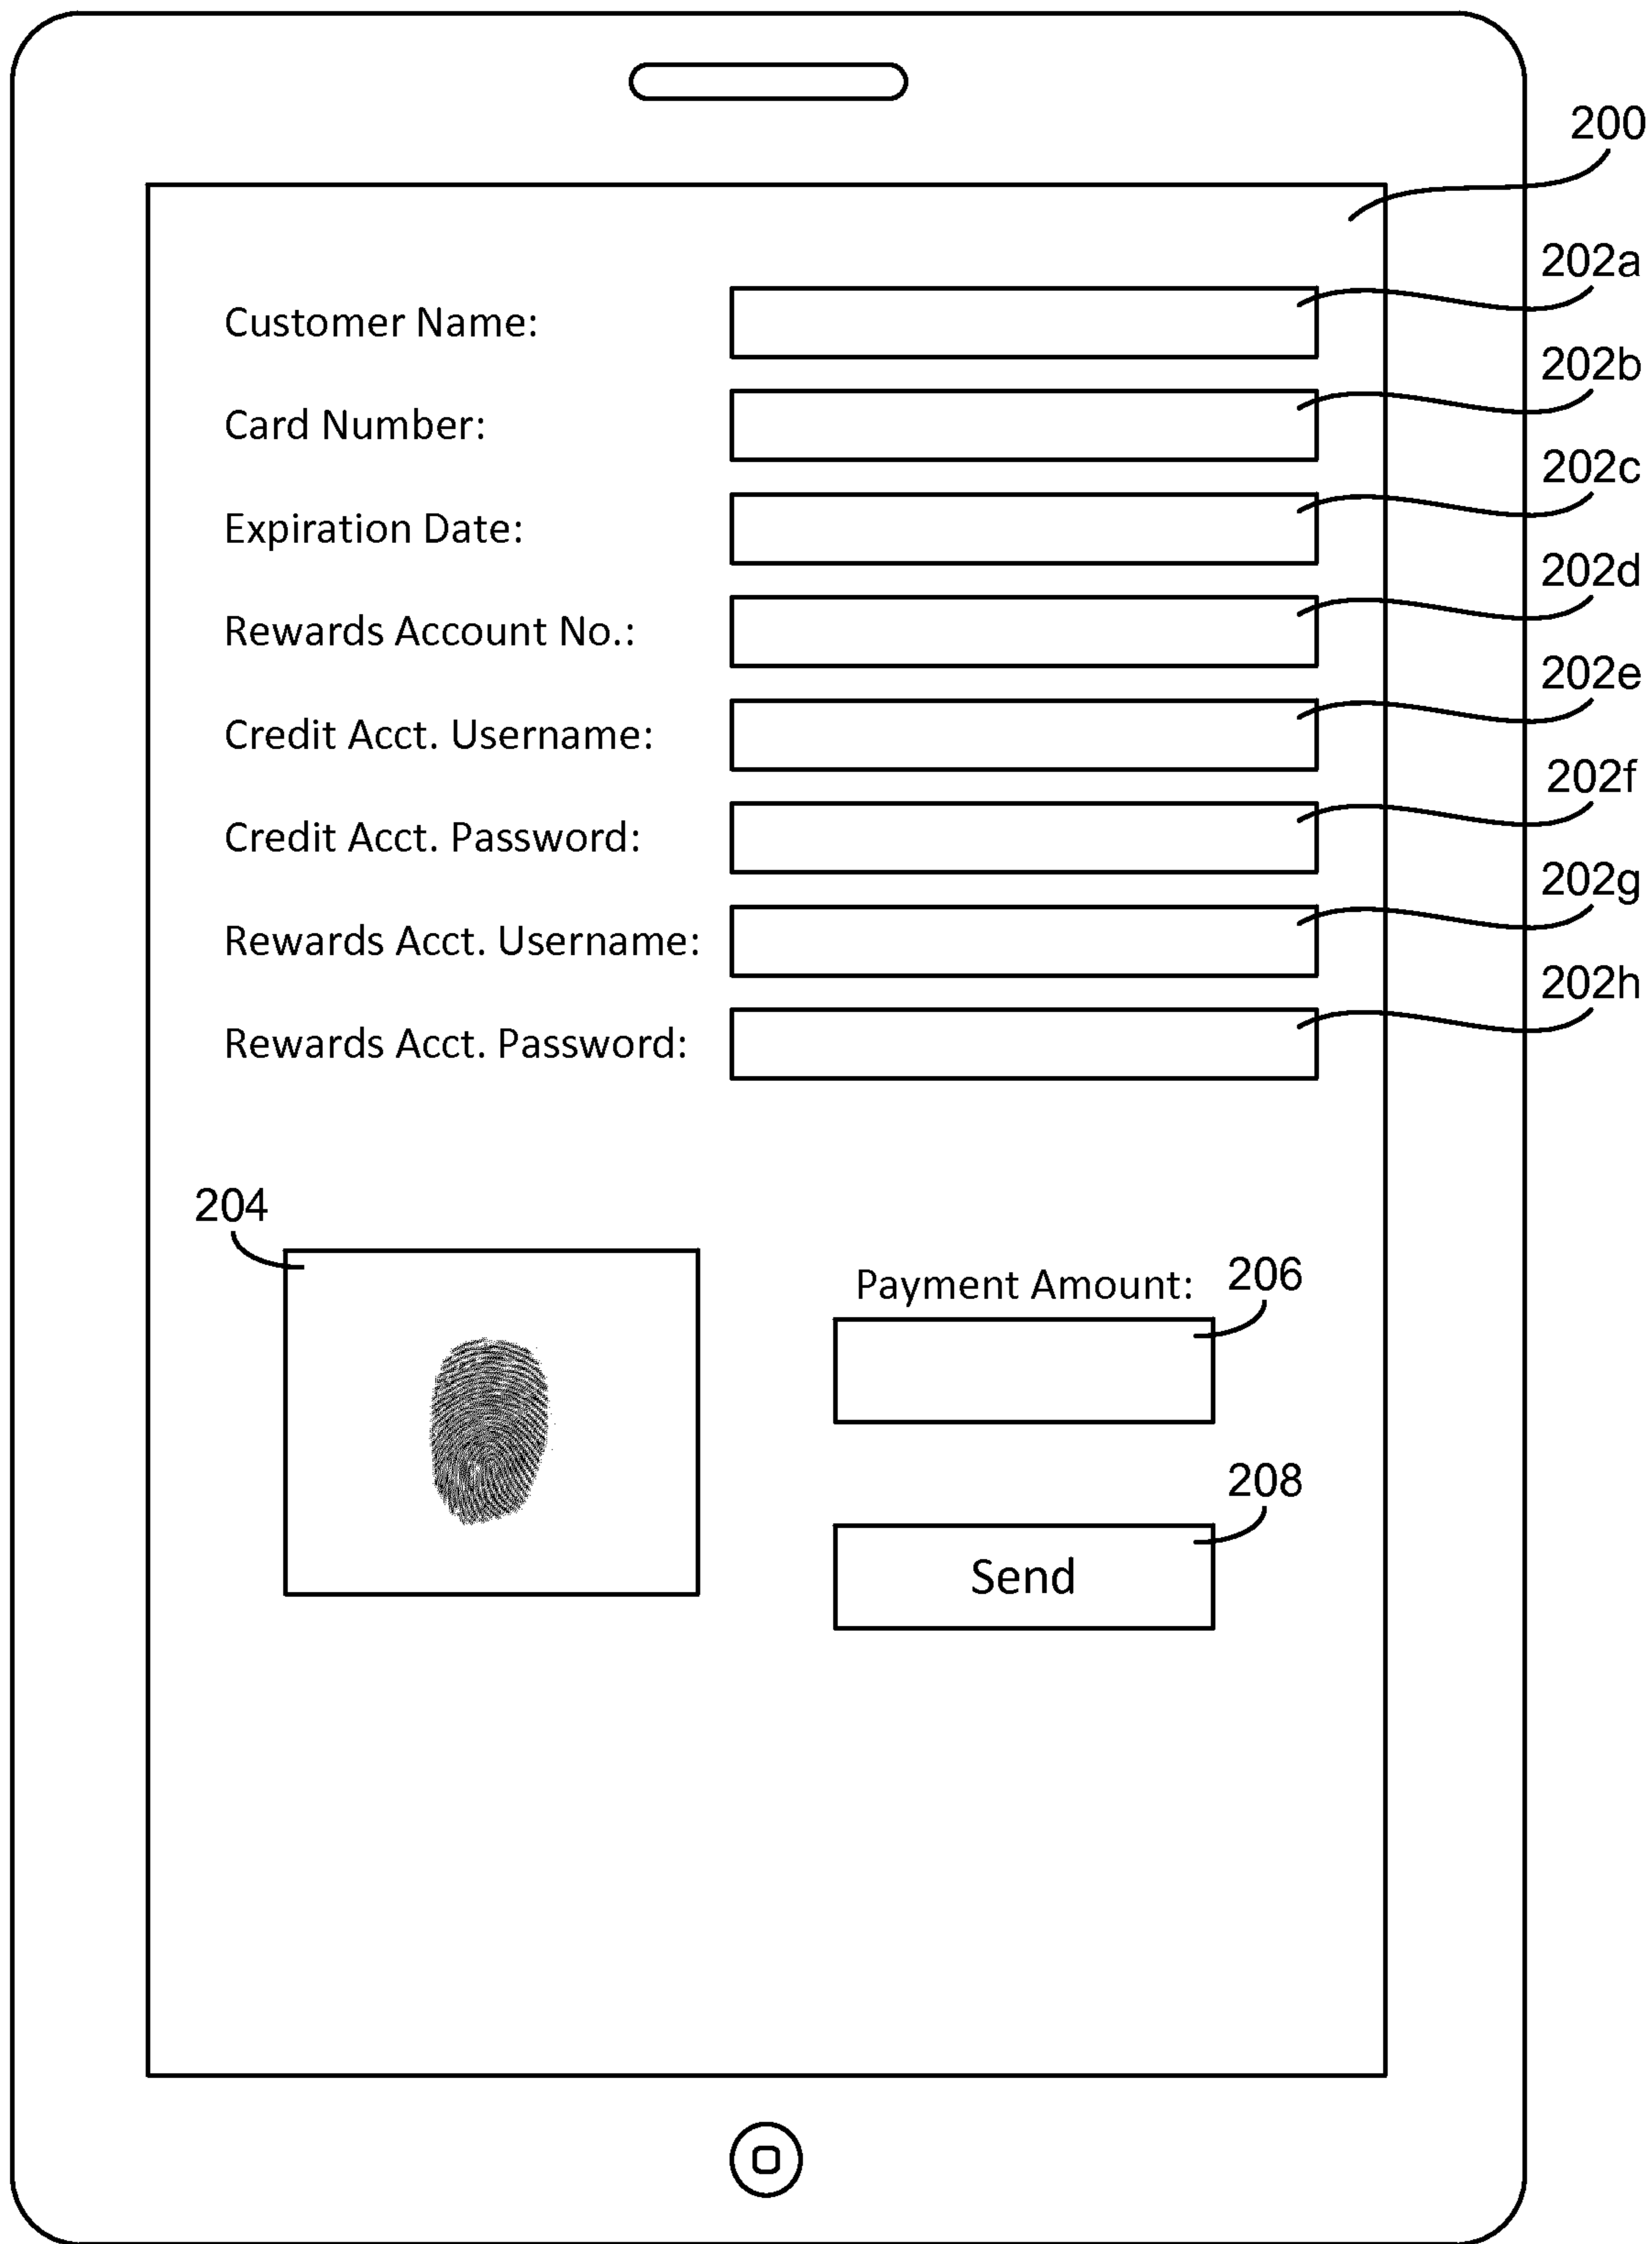 200
202a
Customer Name:
202b
Card Number:
202c
Expiration Date:
202d
Rewards Account No.:
202e
Credit Acct. Username:
202f
Credit Acct. Password:
202g
Rewards Acct. Username:
202h
Rewards Acct. Password:
204
Payment Amount: 206
208
Send